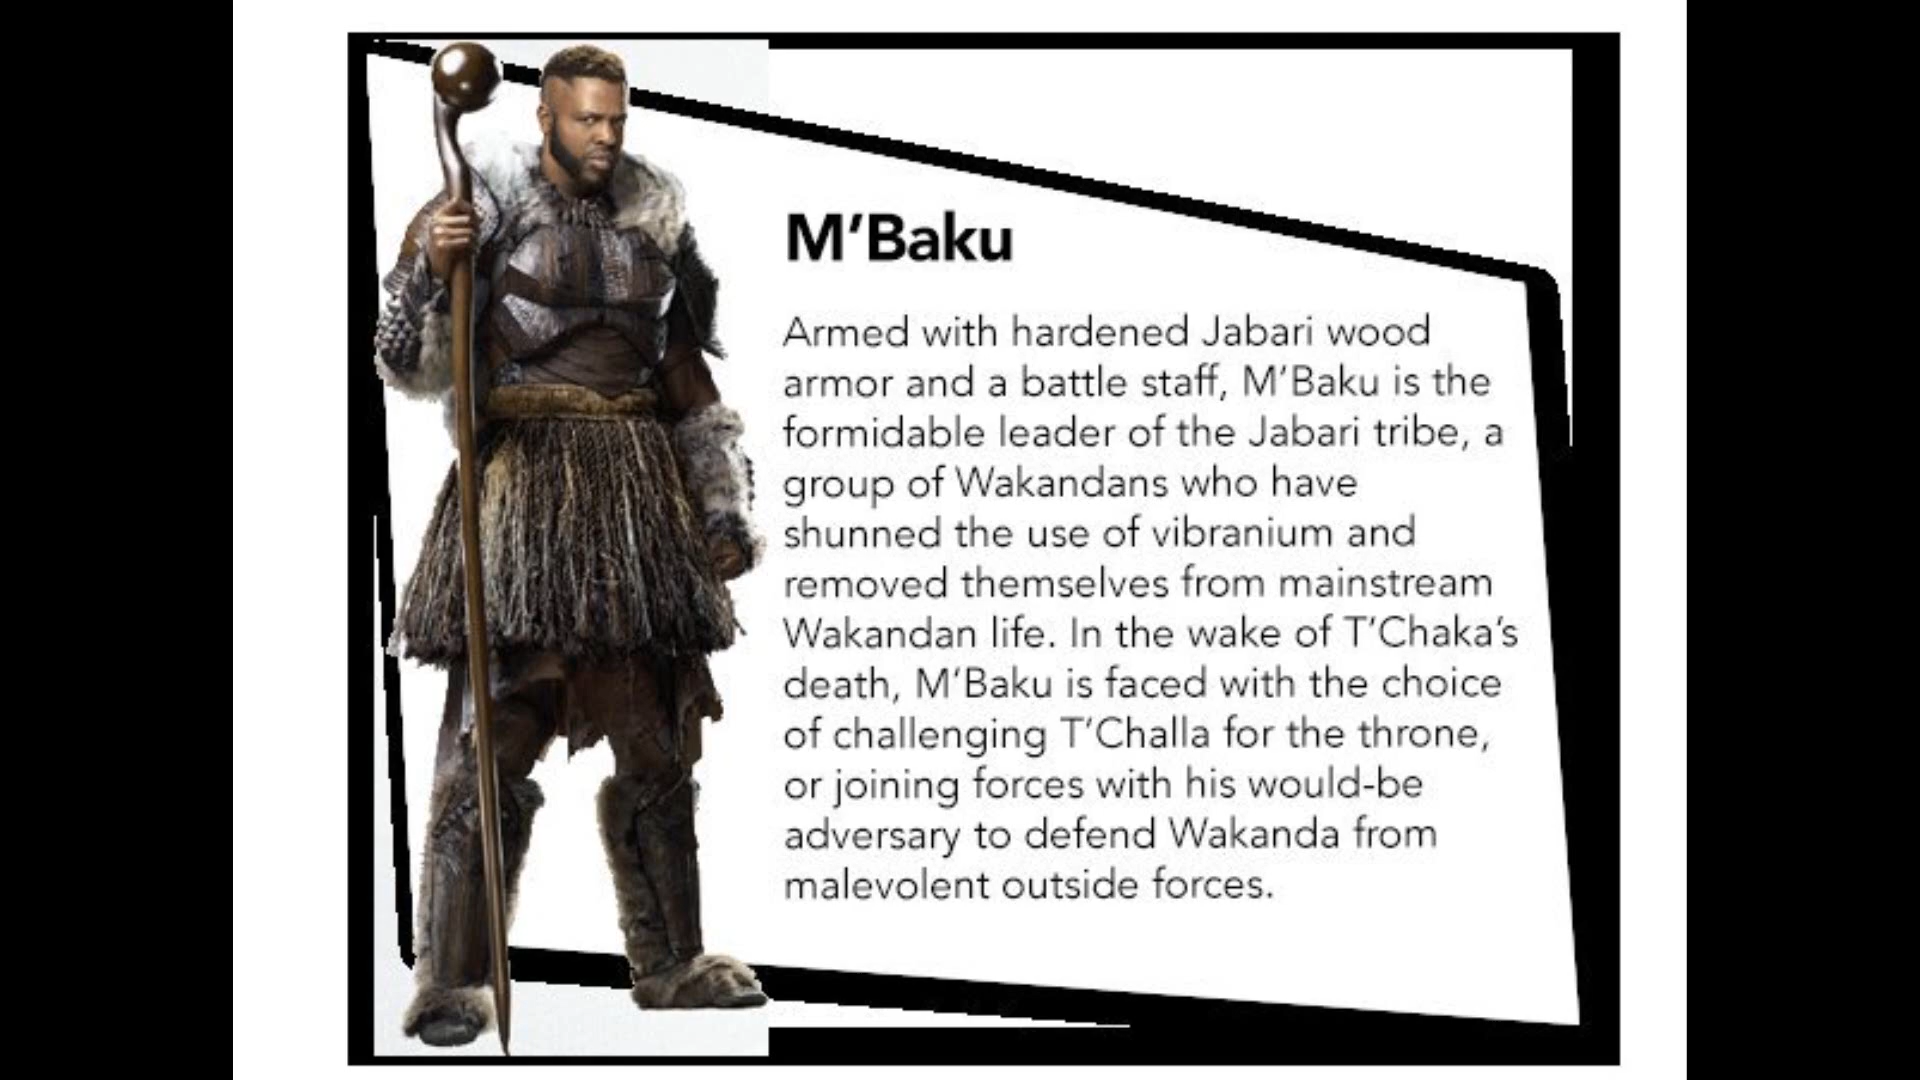 M’Baku
Armed with hardened Jabari wood
armor and a battle staff, M’Baku is the
formidable leader of the Jabari tribe, a
group of Wakandans who have
shunned the use of vibranium and
removed themselves from mainstream
Wakandan life. In the wake of T’Chaka’s
death, M’Baku is faced with the choice
of challenging T’Challa for the throne,
or joining forces with his would-be
adversary to defend Wakanda from
malevolent outside forces.